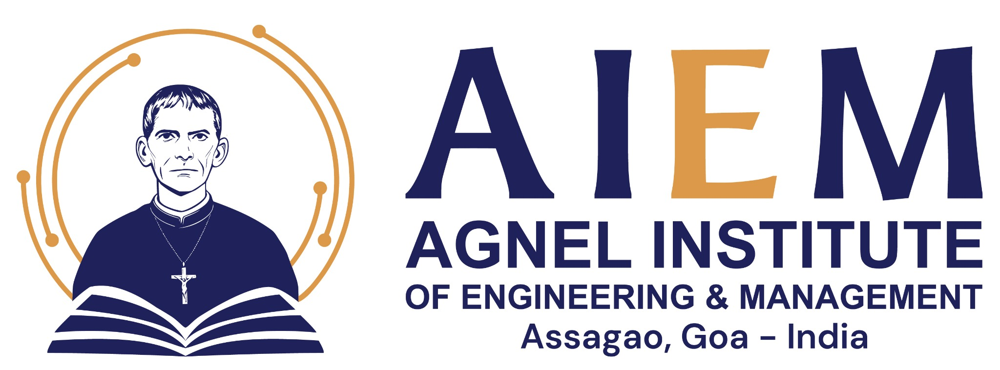 AIEM
AGNEL INSTITUTE
OF ENGINEERING & MANAGEMENT
Assagao, Goa - India